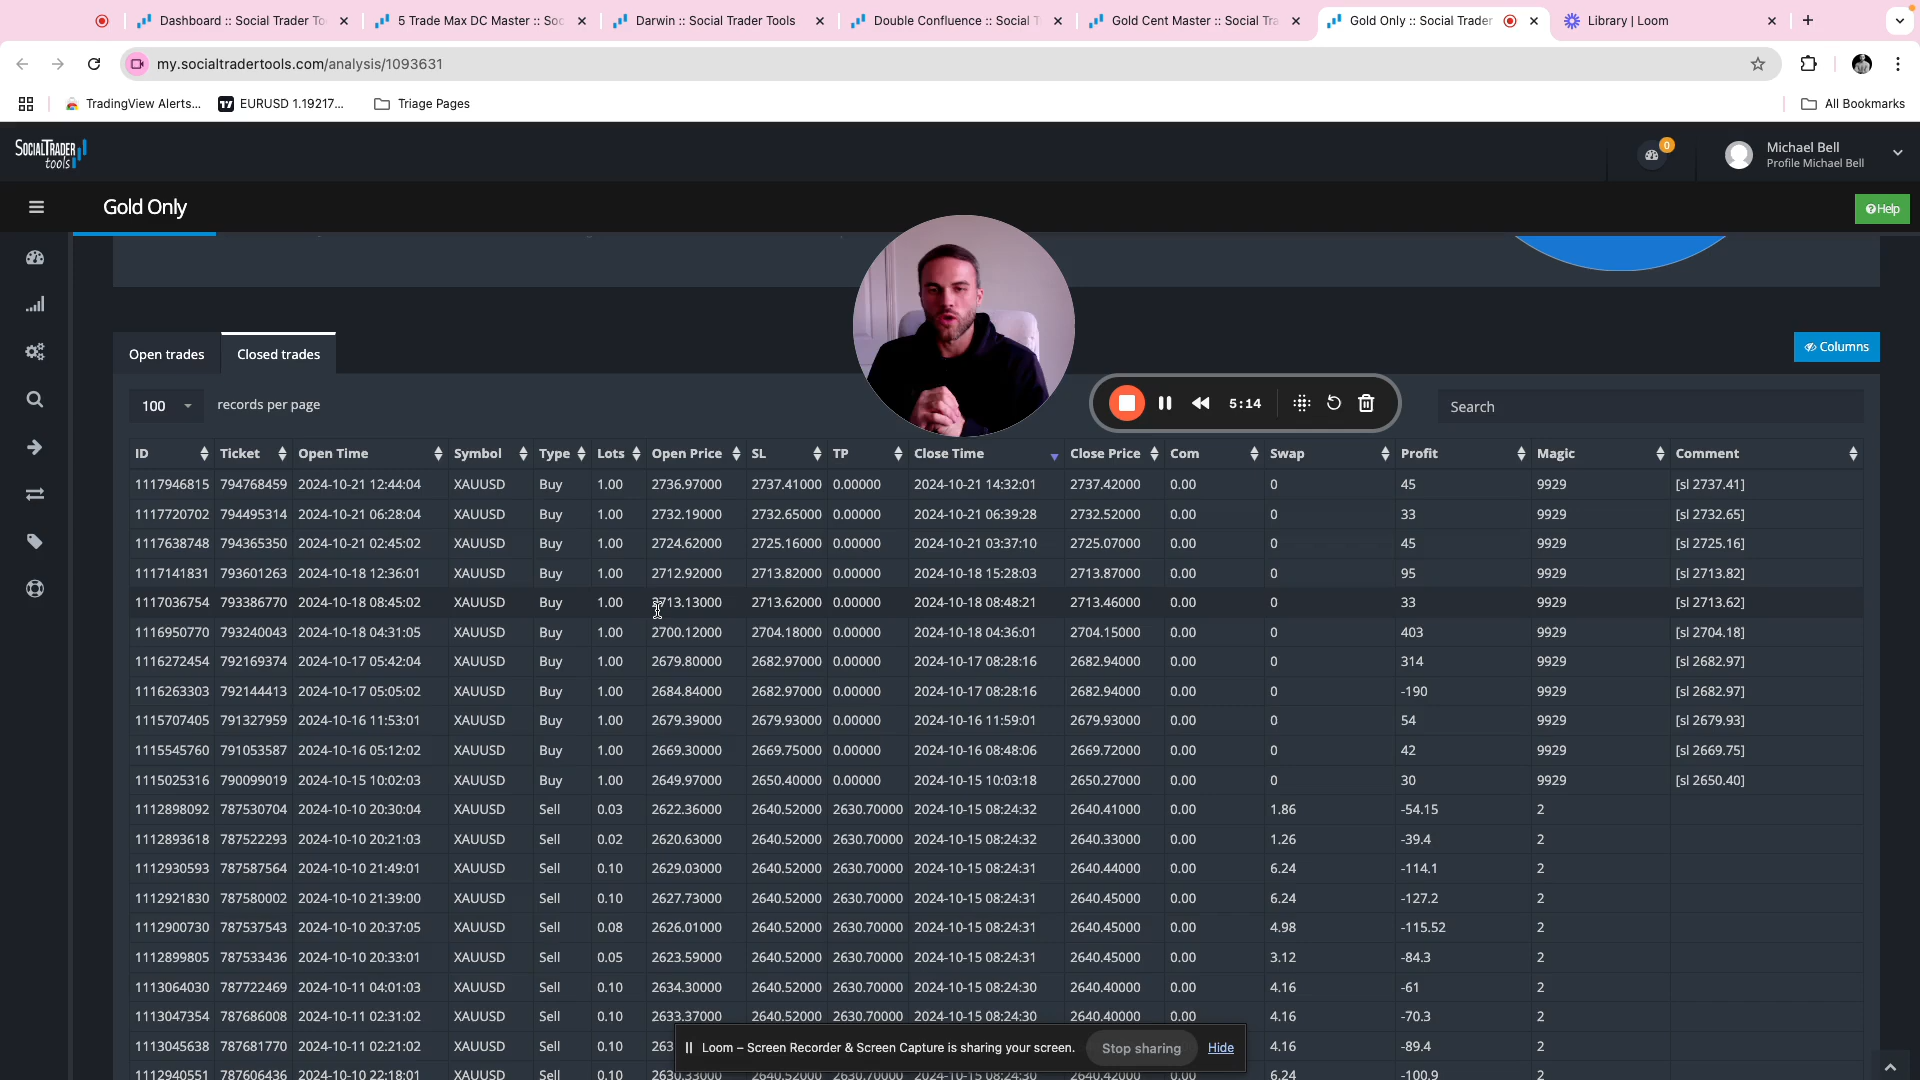 Dashboard :: Social Trader To
5 Trade Max DC Master :: Soc
Darwin :: Social Trader Tools
Double Confluence :: Social T
Gold Cent Master :: Social Tra
Gold Only :: Social Trader
Library | Loom
my.socialtradertools.com/analysis/1093631
TradingView Alerts...
EURUSD 1.19217...
Triage Pages
All Bookmarks
SOCIALTRADER tools
0
Michael Bell
Profile Michael Bell
Gold Only
Help
Open trades
Closed trades
Columns
100 records per page
5:14
Search
ID Ticket Open Time Symbol Type Lots Open Price SL TP Close Time Close Price Com Swap Profit Magic Comment
1117946815 794768459 2024-10-21 12:44:04 XAUUSD Buy 1.00 2736.97000 2737.41000 0.00000 2024-10-21 14:32:01 2737.42000 0.00 0 45 9929 [sl 2737.41]
1117720702 794495314 2024-10-21 06:28:04 XAUUSD Buy 1.00 2732.19000 2732.65000 0.00000 2024-10-21 06:39:28 2732.52000 0.00 0 33 9929 [sl 2732.65]
1117638748 794365350 2024-10-21 02:45:02 XAUUSD Buy 1.00 2724.62000 2725.16000 0.00000 2024-10-21 03:37:10 2725.07000 0.00 0 45 9929 [sl 2725.16]
1117141831 793601263 2024-10-18 12:36:01 XAUUSD Buy 1.00 2712.92000 2713.82000 0.00000 2024-10-18 15:28:03 2713.87000 0.00 0 95 9929 [sl 2713.82]
1117036754 793386770 2024-10-18 08:45:02 XAUUSD Buy 1.00 2713.13000 2713.62000 0.00000 2024-10-18 08:48:21 2713.46000 0.00 0 33 9929 [sl 2713.62]
1116950770 793240043 2024-10-18 04:31:05 XAUUSD Buy 1.00 2700.12000 2704.18000 0.00000 2024-10-18 04:36:01 2704.15000 0.00 0 403 9929 [sl 2704.18]
1116272454 792169374 2024-10-17 05:42:04 XAUUSD Buy 1.00 2679.80000 2682.97000 0.00000 2024-10-17 08:28:16 2682.94000 0.00 0 314 9929 [sl 2682.97]
1116263303 792144413 2024-10-17 05:05:02 XAUUSD Buy 1.00 2684.84000 2682.97000 0.00000 2024-10-17 08:28:16 2682.94000 0.00 0 -190 9929 [sl 2682.97]
1115707405 791327959 2024-10-16 11:53:01 XAUUSD Buy 1.00 2679.39000 2679.93000 0.00000 2024-10-16 11:59:01 2679.93000 0.00 0 54 9929 [sl 2679.93]
1115545760 791053587 2024-10-16 05:12:02 XAUUSD Buy 1.00 2669.30000 2669.75000 0.00000 2024-10-16 08:48:06 2669.72000 0.00 0 42 9929 [sl 2669.75]
1115025316 790099019 2024-10-15 10:02:03 XAUUSD Buy 1.00 2649.97000 2650.40000 0.00000 2024-10-15 10:03:18 2650.27000 0.00 0 30 9929 [sl 2650.40]
1112898092 787530704 2024-10-10 20:30:04 XAUUSD Sell 0.03 2622.36000 2640.52000 2630.70000 2024-10-15 08:24:32 2640.41000 0.00 1.86 -54.15 2
1112893618 787522293 2024-10-10 20:21:03 XAUUSD Sell 0.02 2620.63000 2640.52000 2630.70000 2024-10-15 08:24:32 2640.33000 0.00 1.26 -39.4 2
1112930593 787587564 2024-10-10 21:49:01 XAUUSD Sell 0.10 2629.03000 2640.52000 2630.70000 2024-10-15 08:24:31 2640.44000 0.00 6.24 -114.1 2
1112921830 787580002 2024-10-10 21:39:00 XAUUSD Sell 0.10 2627.73000 2640.52000 2630.70000 2024-10-15 08:24:31 2640.45000 0.00 6.24 -127.2 2
1112900730 787537543 2024-10-10 20:37:05 XAUUSD Sell 0.08 2626.01000 2640.52000 2630.70000 2024-10-15 08:24:31 2640.45000 0.00 4.98 -115.52 2
1112899805 787533436 2024-10-10 20:33:01 XAUUSD Sell 0.05 2623.59000 2640.52000 2630.70000 2024-10-15 08:24:31 2640.45000 0.00 3.12 -84.3 2
1113064030 787722469 2024-10-11 04:01:03 XAUUSD Sell 0.10 2634.30000 2640.52000 2630.70000 2024-10-15 08:24:30 2640.40000 0.00 4.16 -61 2
1113047354 787686008 2024-10-11 02:31:02 XAUUSD Sell 0.10 2633.37000 2640.52000 2630.70000 2024-10-15 08:24:30 2640.40000 0.00 4.16 -70.3 2
1113045638 787681770 2024-10-11 02:21:02 XAUUSD Sell 0.10 263 4.16 -89.4 2
Loom – Screen Recorder & Screen Capture is sharing your screen. Stop sharing Hide
1112940551 787606436 2024-10-10 22:18:01 XAUUSD Sell 0.10 2630.33000 2640.52000 2630.70000 2024-10-15 08:24:30 2640.42000 0.00 6.24 -100.9 2